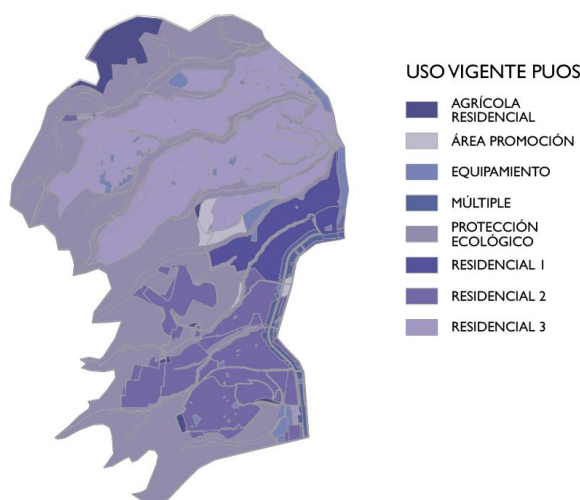 USO VIGENTE PUOS
AGRÍCOLA
RESIDENCIAL
ÁREA PROMOCIÓN
EQUIPAMIENTO
MÚLTIPLE
PROTECCIÓN
ECOLÓGICO
RESIDENCIAL 1
RESIDENCIAL 2
RESIDENCIAL 3